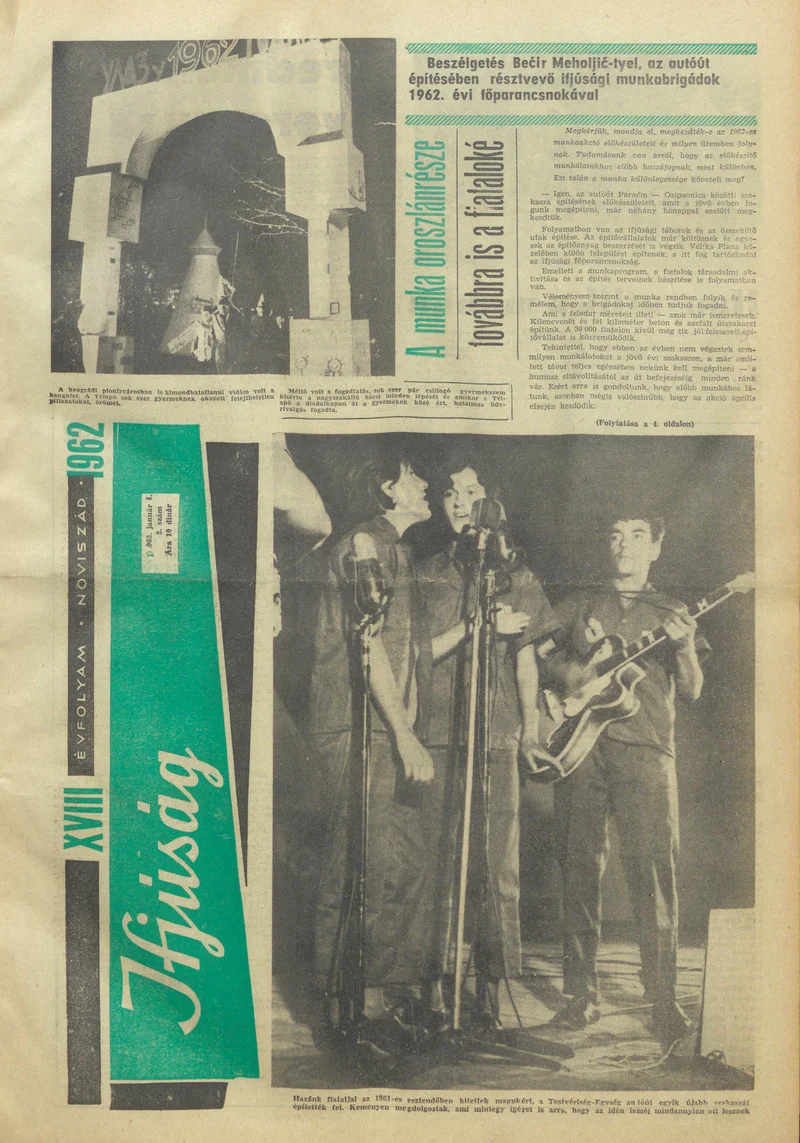 1962
Beszélgetés Bećir Meholjić-tyel, az autóút
építésében résztvevő ifjúsági munkabrigádok
1962. évi főparancsnokával
A munka oroszlánrésze
továbbra is a fiataloké
Megkérjük, mondja el, megkezdték-e az 1962-es
munkaakció előkészületeit és milyen ütemben foly-
nak. Tudomásunk van arról, hogy az előkészítő
munkálatokhoz előbb hozzáfognak, mint különben.
Ezt talán a munka különlegessége követeli meg?
— Igen, az autóút Paraćin — Osipaonica közötti sza-
kasza építésének előkészületeit, amit a jövő évben fo-
gunk megépíteni, már néhány hónappal ezelőtt meg-
kezdtük.
Folyamatban van az ifjúsági táborok és az összekötő
utak építése. Az építővállalatok már költöznek és egye-
sek az építőanyag beszerzését is végzik. Velika Plana kö-
zelében külön települést építenek, s itt fog tartózkodni
az ifjúsági főparancsnokság.
Emellett a munkaprogram, a fiatalok társadalmi ak-
tivitása és az építés terveinek készítése is folyamatban
van.
Véleményem szerint a munka rendben folyik és re-
mélem, hogy a brigádokat időben tudjuk fogadni.
Ami a feladat méreteit illeti — azok már ismeretesek.
Kilencvenöt és fél kilométer beton és aszfalt útszakaszt
építünk. A 30 000 fiatalon kívül még tíz jól felszerelt épí-
tővállalat is közreműködik.
Tekintettel, hogy ebben az évben nem végeztek sem-
milyen munkálatokat a jövő évi szakaszon, a már emlí-
tett távot teljes egészében nekünk kell megépíteni — a
humusz eltávolításától az út befejezéséig minden ránk
vár. Ezért arra is gondoltunk, hogy előbb munkához lá-
tunk, azonban mégis valószínűbb, hogy az akció április
elsején kezdődik.
(Folytatása a 4. oldalon)
A beográdi pionírvárosban is kimondhatatlanul vidám volt a
hangulat. A Télapó sok ezer gyermeknek okozott felejthetetlen
pillanatokat, örömet.
Méltó volt a fogadtatás, sok ezer pár csillogó gyermekszem
kísérte a nagyszakállú bácsi minden lépését és amikor a Tél-
apó a diadalkapun át a gyermekek közé ért, hatalmas üdv-
rivalgás fogadta.
XVIII ÉVFOLYAM • NOVISZÁD • 1962
1962. január 4.
2. szám
Ára 10 dinár
Ifjúság
Hazánk fiataljai az 1961-es esztendőben kitettek magukért, a Testvériség-Egység autóút egyik újabb szakaszát
építették fel. Keményen megdolgoztak, ami mintegy ígéret is arra, hogy az idén ismét mindannyian ott lesznek